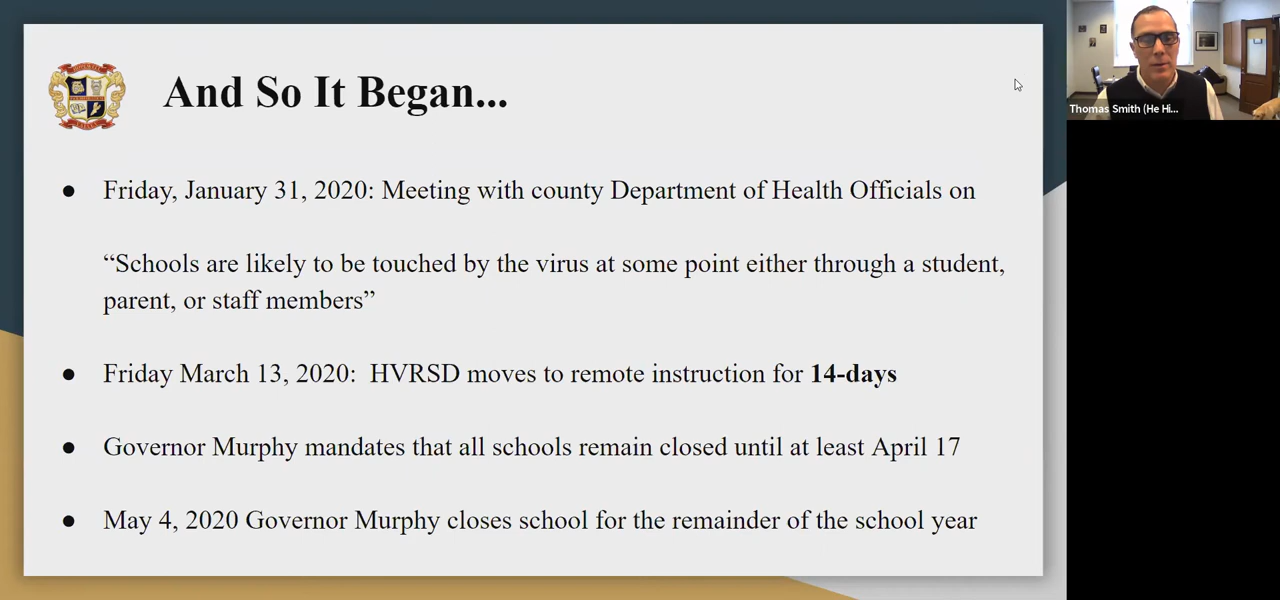 And So It Began...
Thomas Smith (He Hi...
● Friday, January 31, 2020: Meeting with county Department of Health Officials on
“Schools are likely to be touched by the virus at some point either through a student,
parent, or staff members”
● Friday March 13, 2020:  HVRSD moves to remote instruction for 14-days
● Governor Murphy mandates that all schools remain closed until at least April 17
● May 4, 2020 Governor Murphy closes school for the remainder of the school year